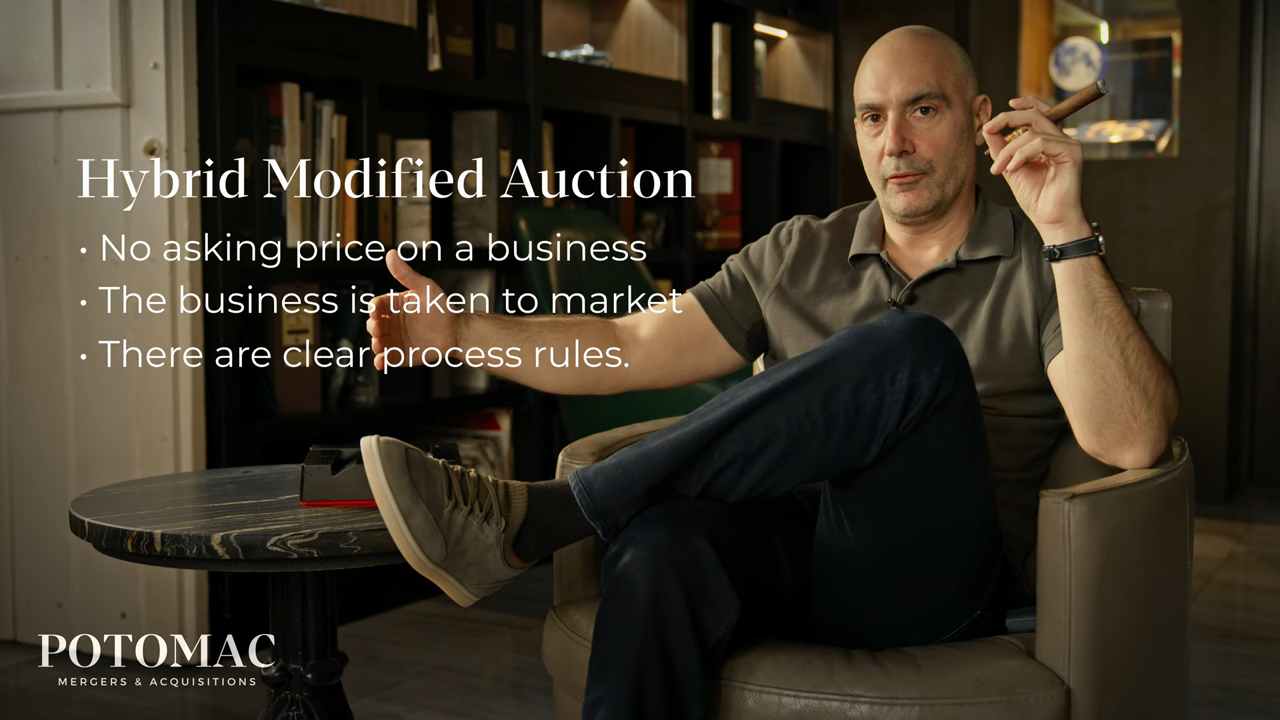 Hybrid Modified Auction
• No asking price on a business
• The business is taken to market
• There are clear process rules.
POTOMAC
MERGERS & ACQUISITIONS